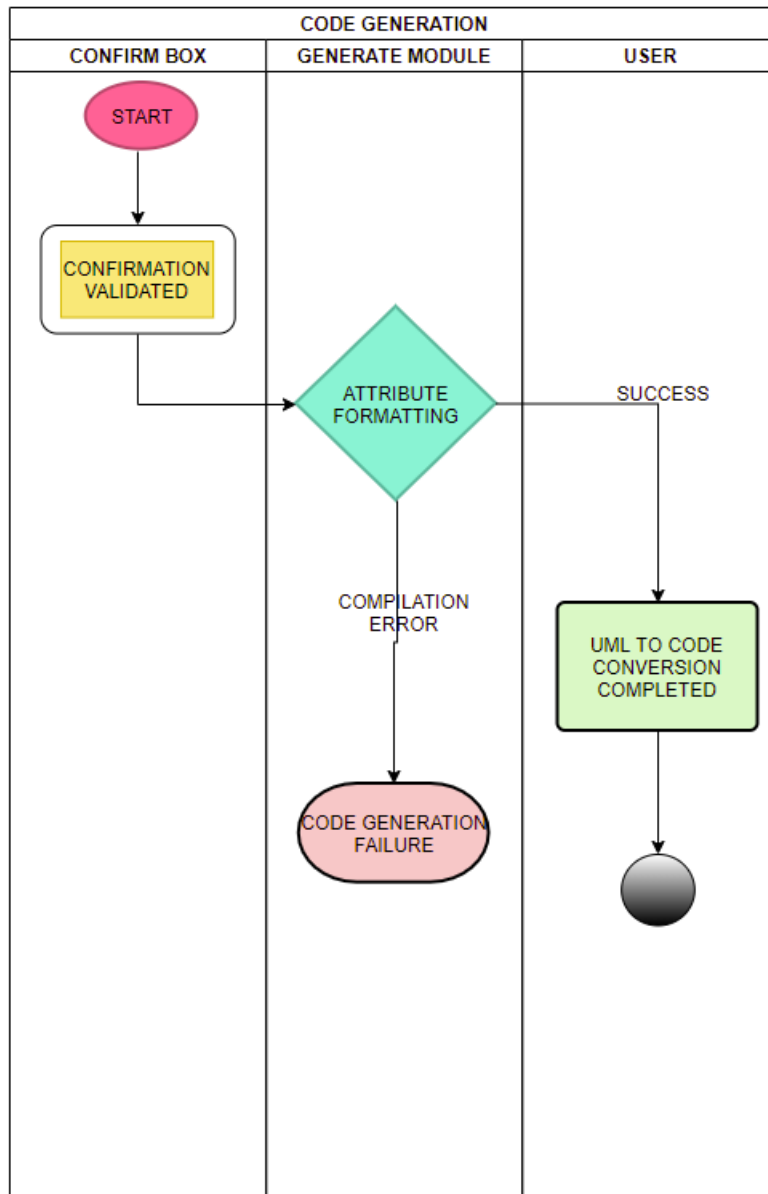 CODE GENERATION
CONFIRM BOX
GENERATE MODULE
USER
START
CONFIRMATION
VALIDATED
ATTRIBUTE
FORMATTING
SUCCESS
COMPILATION
ERROR
UML TO CODE
CONVERSION
COMPLETED
CODE GENERATION
FAILURE